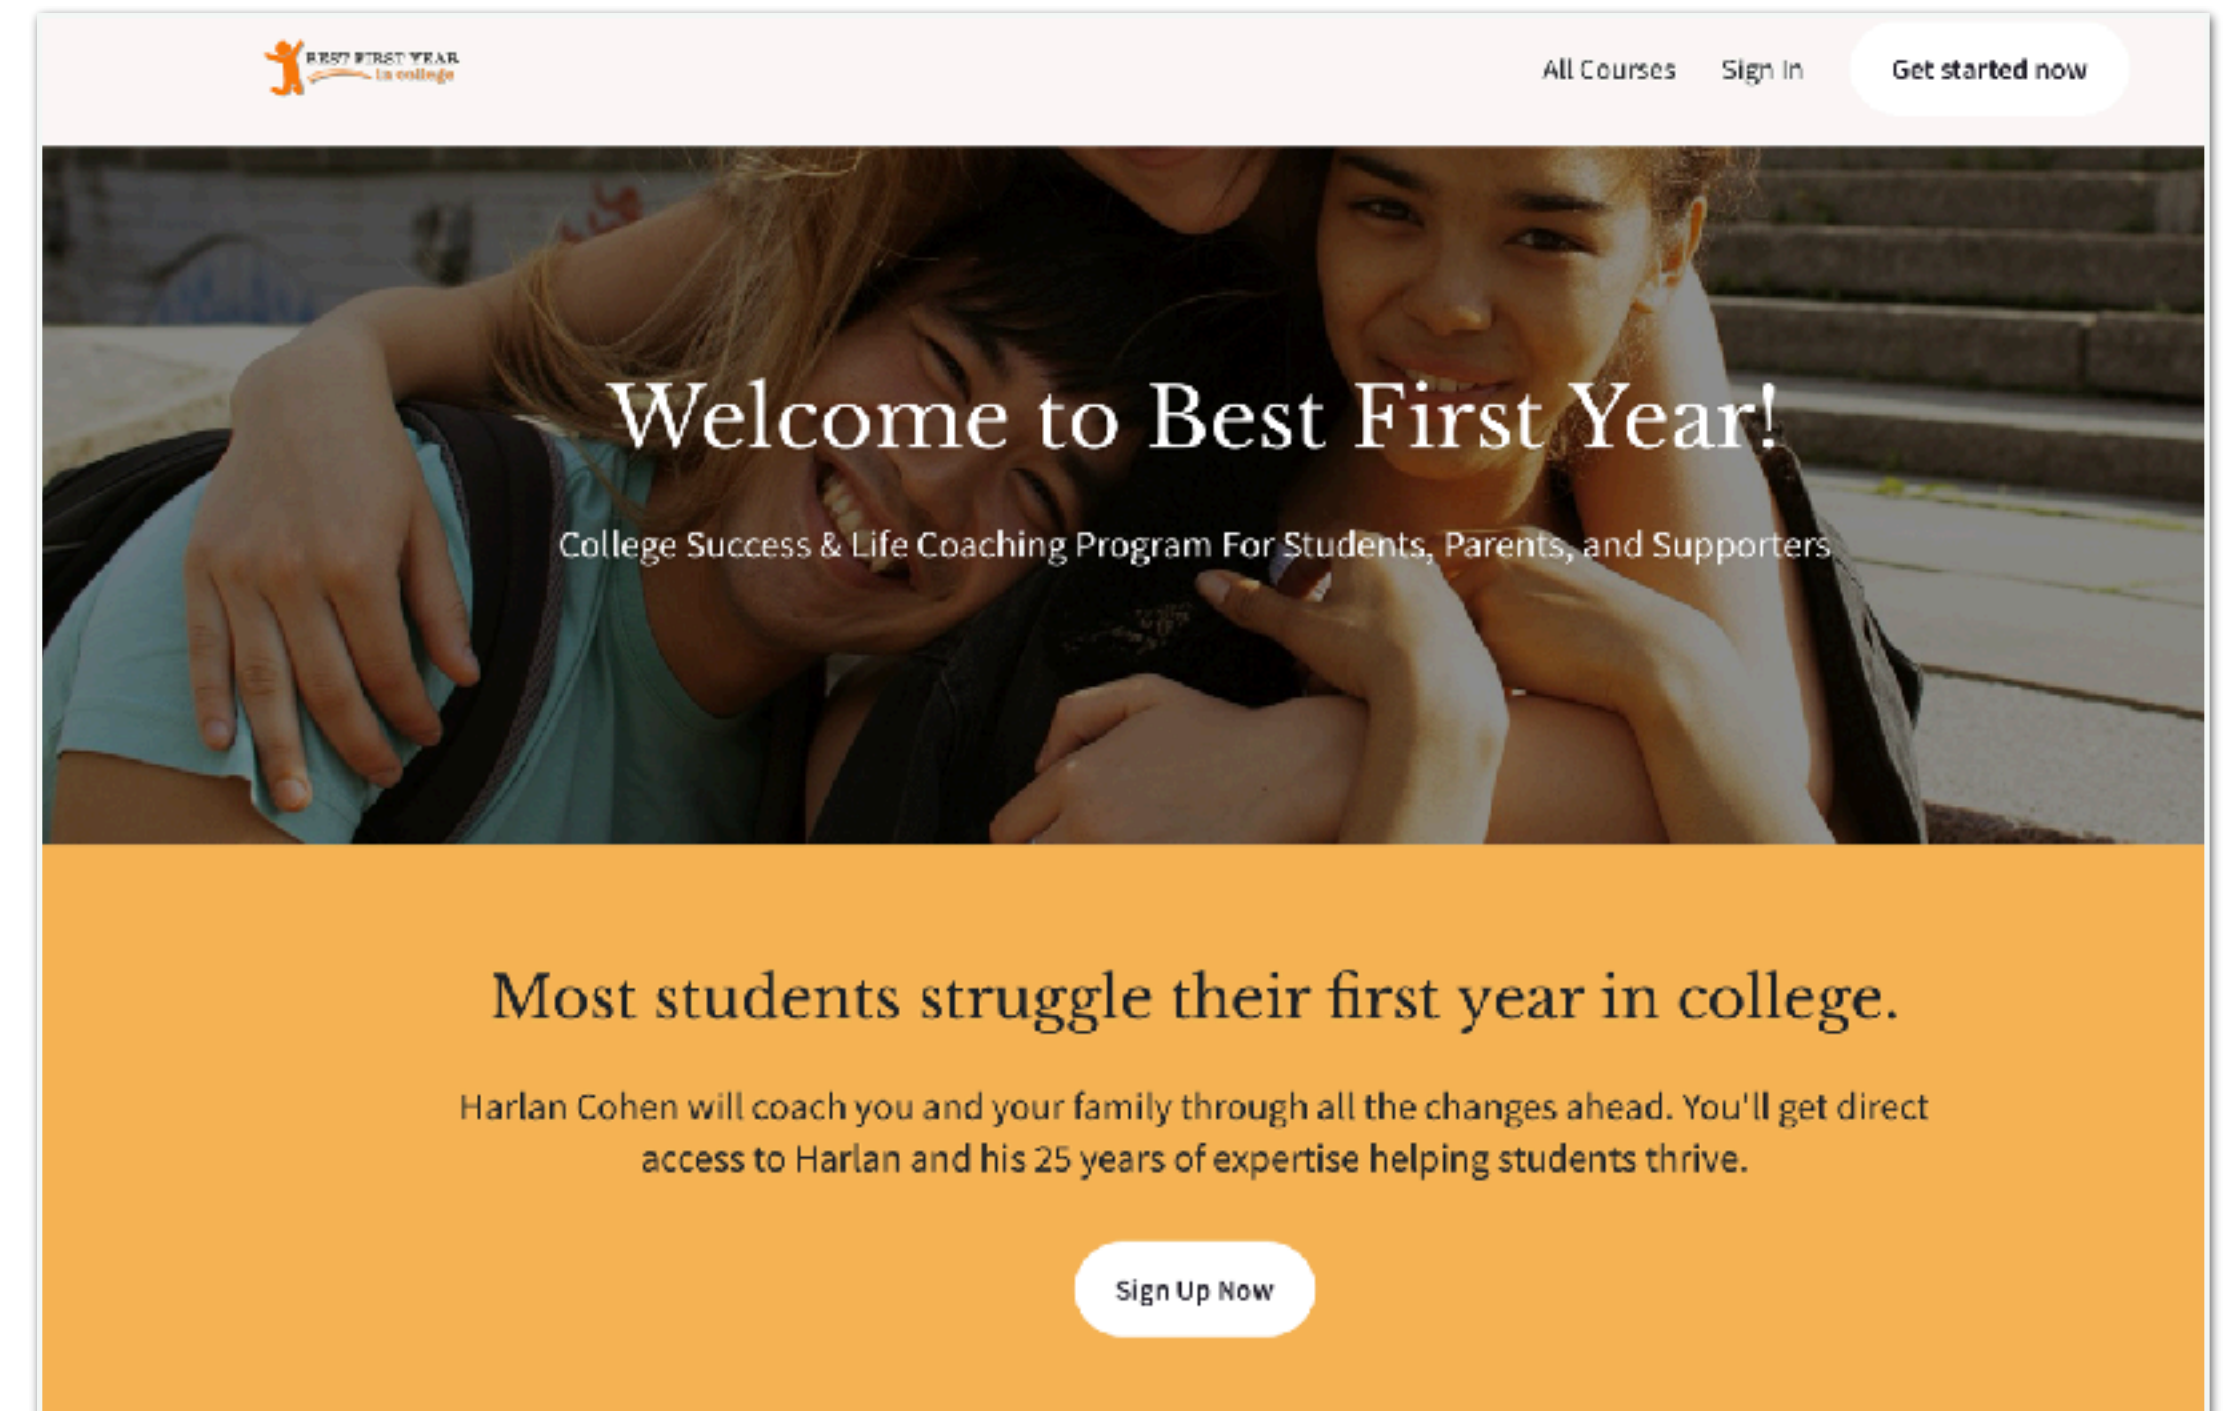 BEST FIRST YEAR
in college
All Courses
Sign In
Get started now
Welcome to Best First Year!
College Success & Life Coaching Program For Students, Parents, and Supporters
Most students struggle their first year in college.
Harlan Cohen will coach you and your family through all the changes ahead. You'll get direct
access to Harlan and his 25 years of expertise helping students thrive.
Sign Up Now